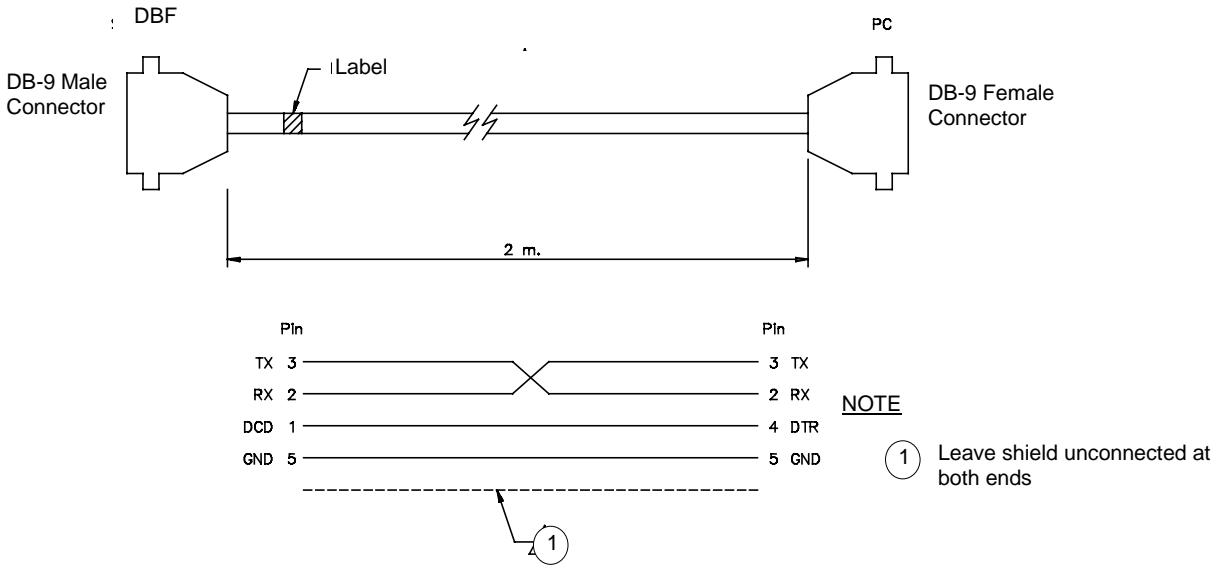 DBF
PC
DB-9 Male
Connector
Label
DB-9 Female
Connector
2 m.
Pin Pin
TX 3 3 TX
RX 2 2 RX
DCD 1 4 DTR
GND 5 5 GND
NOTE
1 Leave shield unconnected at
both ends
1